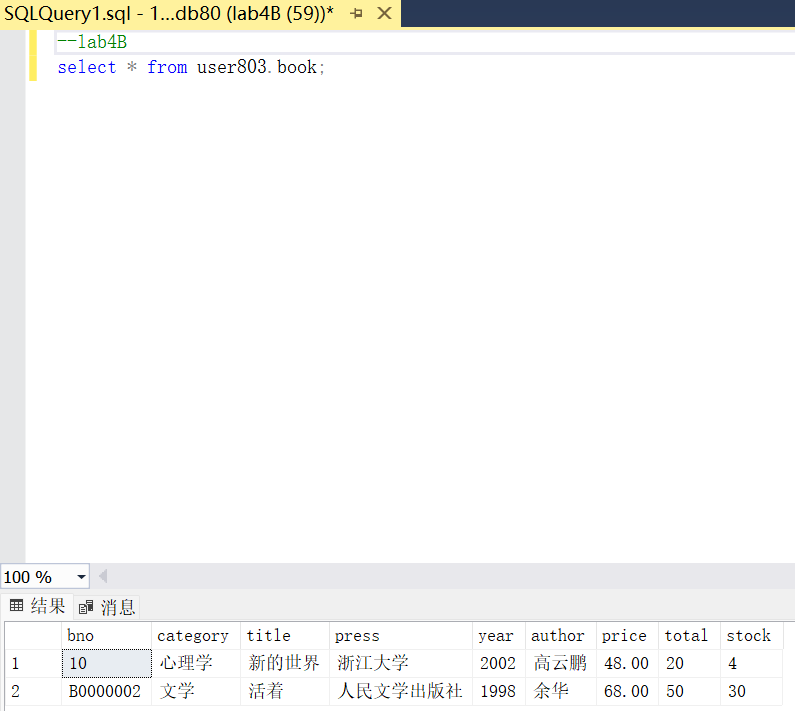 SQLQuery1.sql - 1...db80 (lab4B (59))*
--lab4B
select * from user803.book;
100 %
结果 消息
bno category title press year author price total stock
1 10 心理学 新的世界 浙江大学 2002 高云鹏 48.00 20 4
2 B0000002 文学 活着 人民文学出版社 1998 余华 68.00 50 30